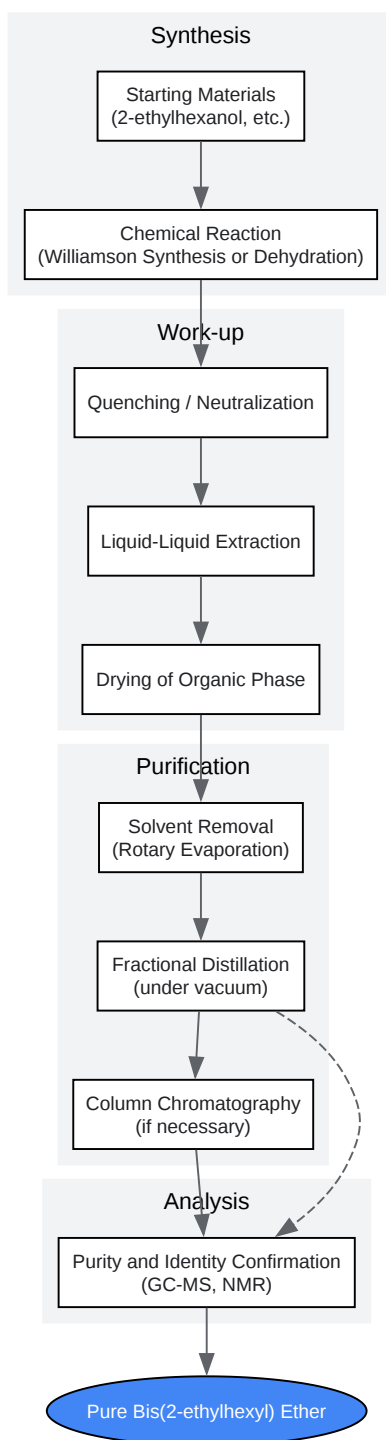 Synthesis
Starting Materials
(2-ethylhexanol, etc.)
Chemical Reaction
(Williamson Synthesis or Dehydration)
Work-up
Quenching / Neutralization
Liquid-Liquid Extraction
Drying of Organic Phase
Purification
Solvent Removal
(Rotary Evaporation)
Fractional Distillation
(under vacuum)
Column Chromatography
(if necessary)
Analysis
Purity and Identity Confirmation
(GC-MS, NMR)
Pure Bis(2-ethylhexyl) Ether